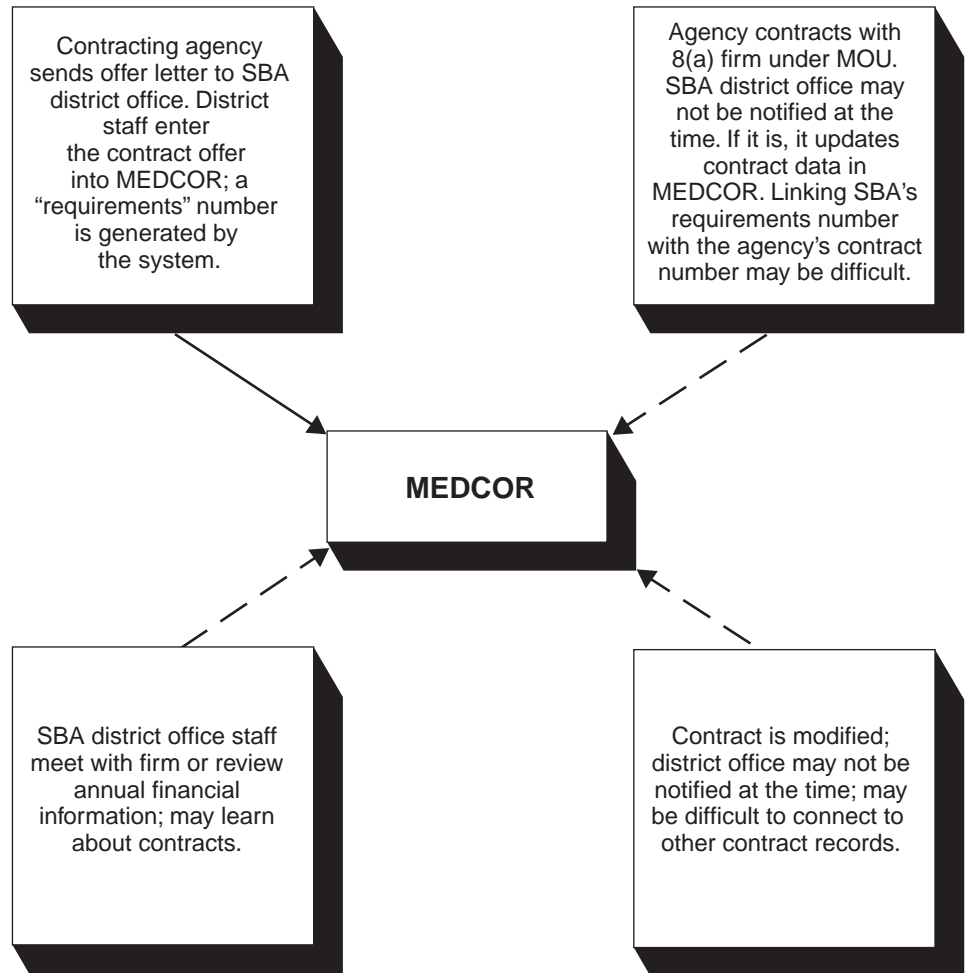 Contracting agency
sends offer letter to SBA
district office. District
staff enter
the contract offer
into MEDCOR; a
“requirements” number
is generated by
the system.
Agency contracts with
8(a) firm under MOU.
SBA district office may
not be notified at the
time. If it is, it updates
contract data in
MEDCOR. Linking SBA’s
requirements number
with the agency’s contract
number may be difficult.
MEDCOR
SBA district office staff
meet with firm or review
annual financial
information; may learn
about contracts.
Contract is modified;
district office may not be
notified at the time; may
be difficult to connect to
other contract records.